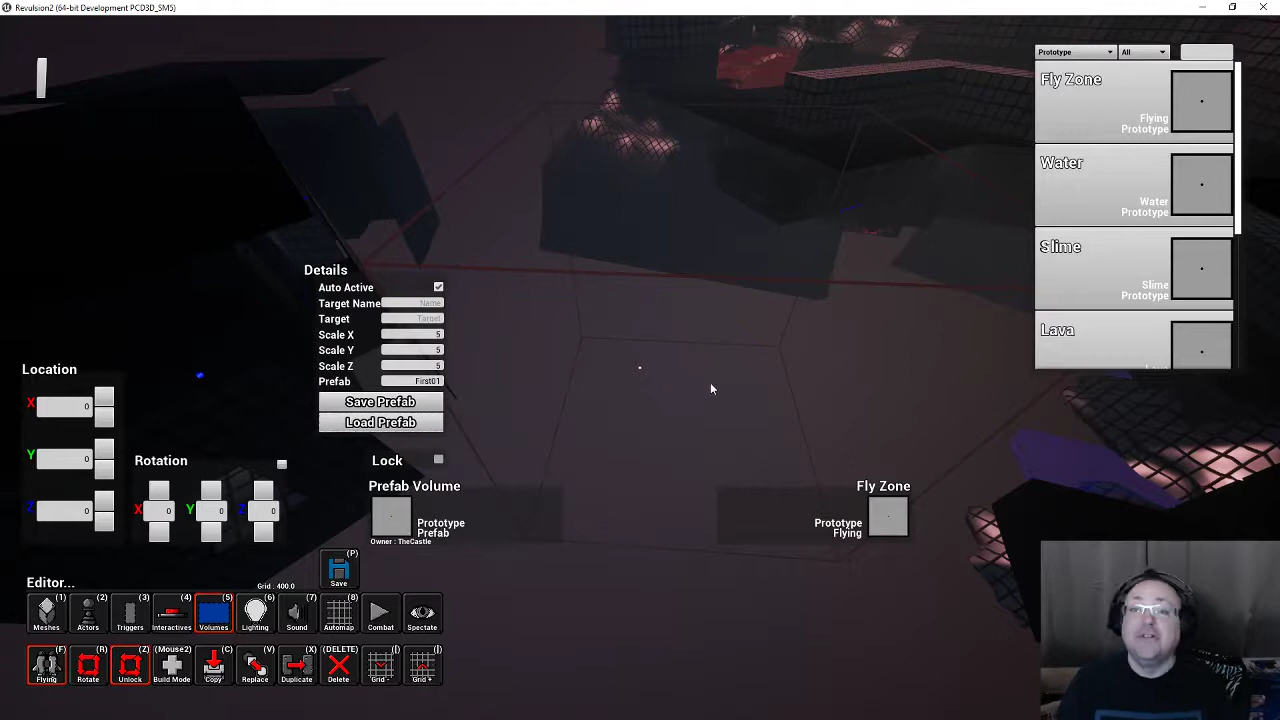 Revulsion2 (64-bit Development PCD3D_SM5)
Prototype
All
Fly Zone
Flying
Prototype
Water
Water
Prototype
Slime
Slime
Prototype
Lava
Details
Auto Active
Target Name
Name
Target
Target
Scale X
5
Scale Y
5
Scale Z
5
Prefab
First01
Save Prefab
Load Prefab
Location
X
0
Y
0
Z
0
Rotation
X
0
Y
0
Z
0
Lock
Prefab Volume
Prototype
Prefab
Owner : TheCastle
Fly Zone
Prototype
Flying
(P)
Save
Editor...
Grid : 400.0
(1)
Meshes
(2)
Actors
(3)
Triggers
(4)
Interactives
(5)
Volumes
(6)
Lighting
(7)
Sound
(8)
Automap
Combat
Spectate
(F)
Flying
(R)
Rotate
(Z)
Unlock
(Mouse2)
Build Mode
(C)
Copy
(V)
Replace
(X)
Duplicate
(DELETE)
Delete
([)
Grid -
(])
Grid +